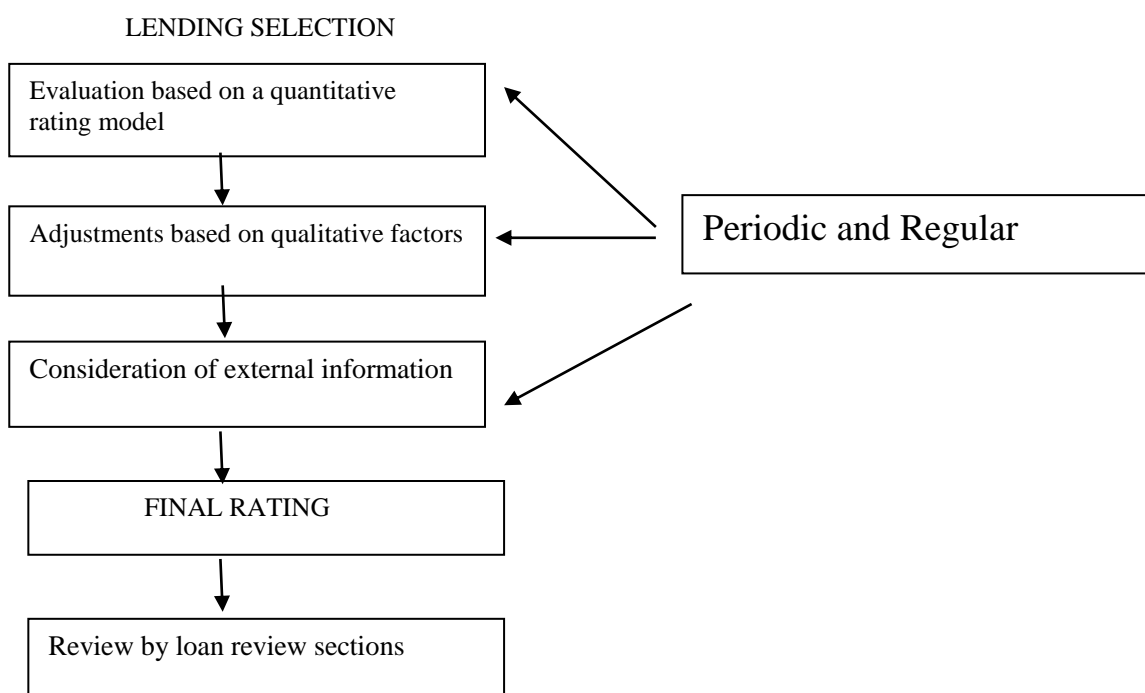 LENDING SELECTION
Evaluation based on a quantitative
rating model
Adjustments based on qualitative factors
Periodic and Regular
Consideration of external information
FINAL RATING
Review by loan review sections